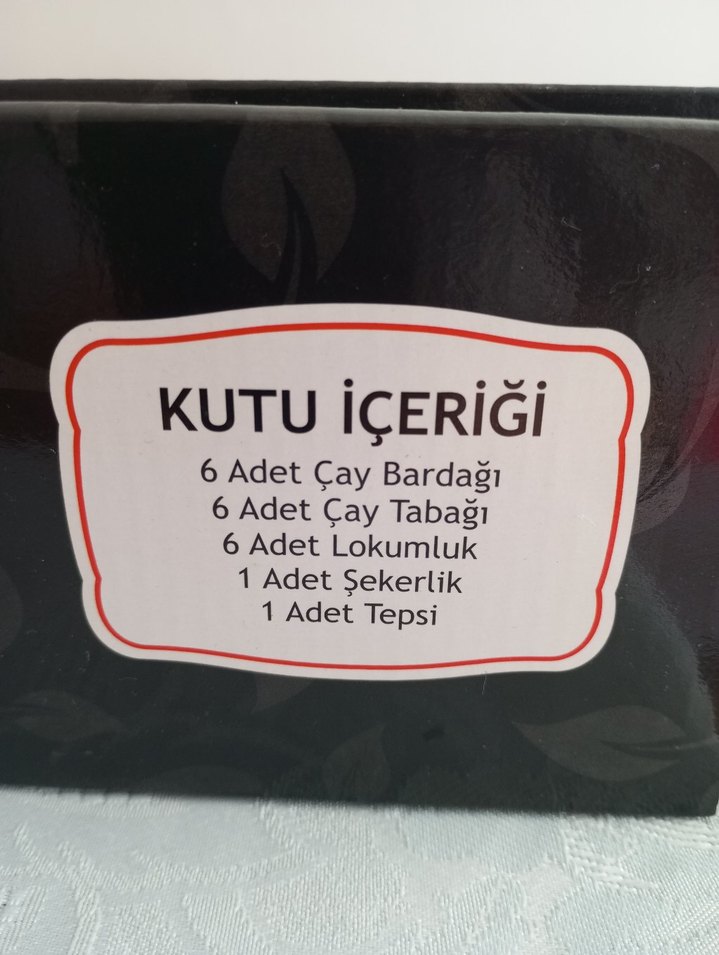 KUTU İÇERİĞİ
6 Adet Çay Bardağı
6 Adet Çay Tabağı
6 Adet Lokumluk
1 Adet Şekerlik
1 Adet Tepsi